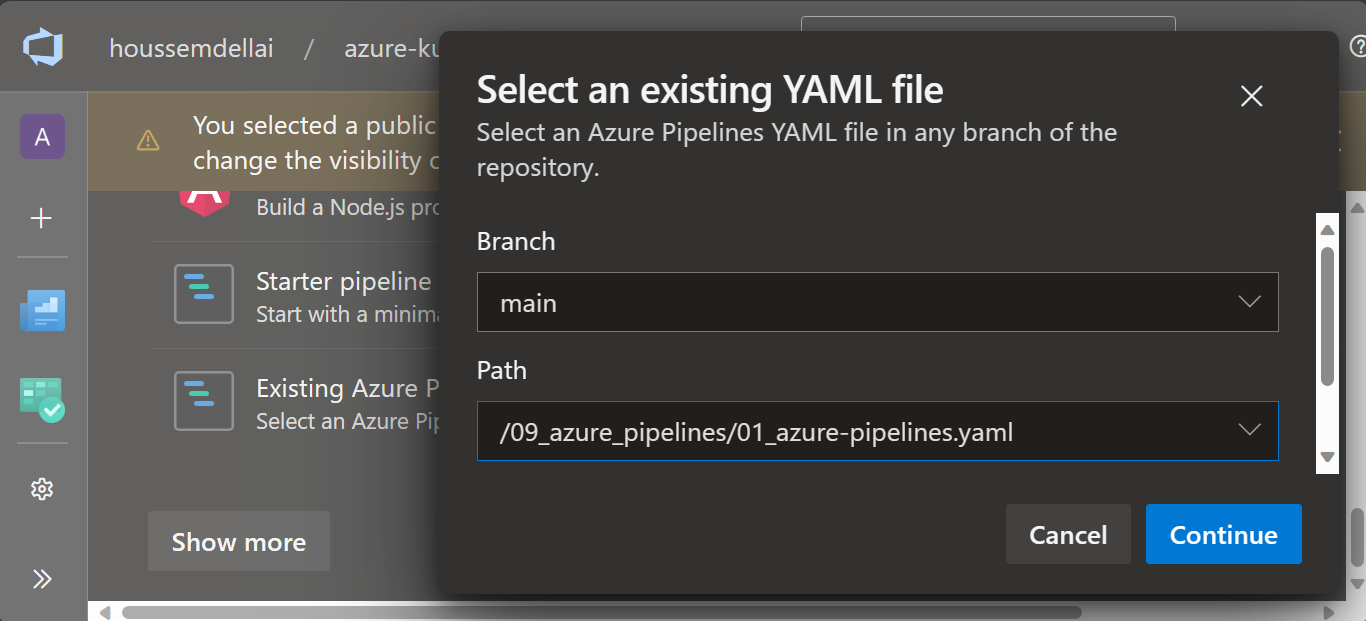 houssemdellai / azure-ku
A
You selected a public
change the visibility
Build a Node.js pro
Starter pipeline
Start with a minima
Existing Azure P
Select an Azure Pip
Show more
Select an existing YAML file
Select an Azure Pipelines YAML file in any branch of the
repository.
Branch
main
Path
/09_azure_pipelines/01_azure-pipelines.yaml
Cancel
Continue